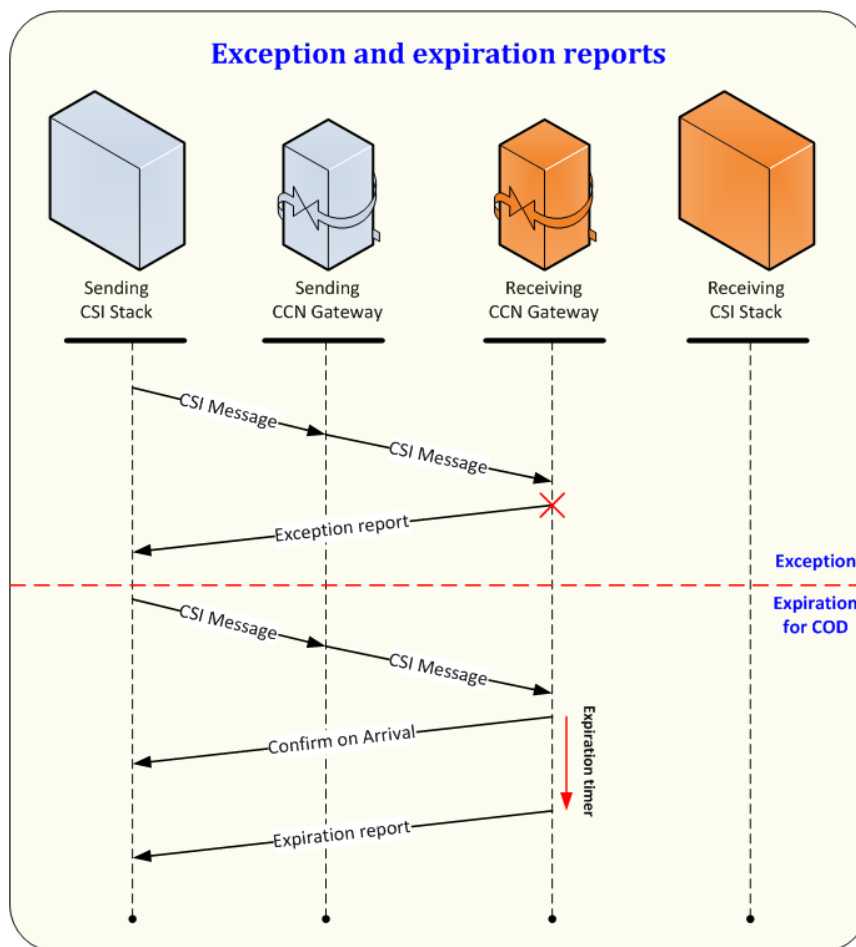 Exception and expiration reports
Sending
CSI Stack
Sending
CCN Gateway
Receiving
CCN Gateway
Receiving
CSI Stack
CSI Message
CSI Message
Exception report
Exception
Expiration
for COD
CSI Message
CSI Message
Expiration timer
Confirm on Arrival
Expiration report